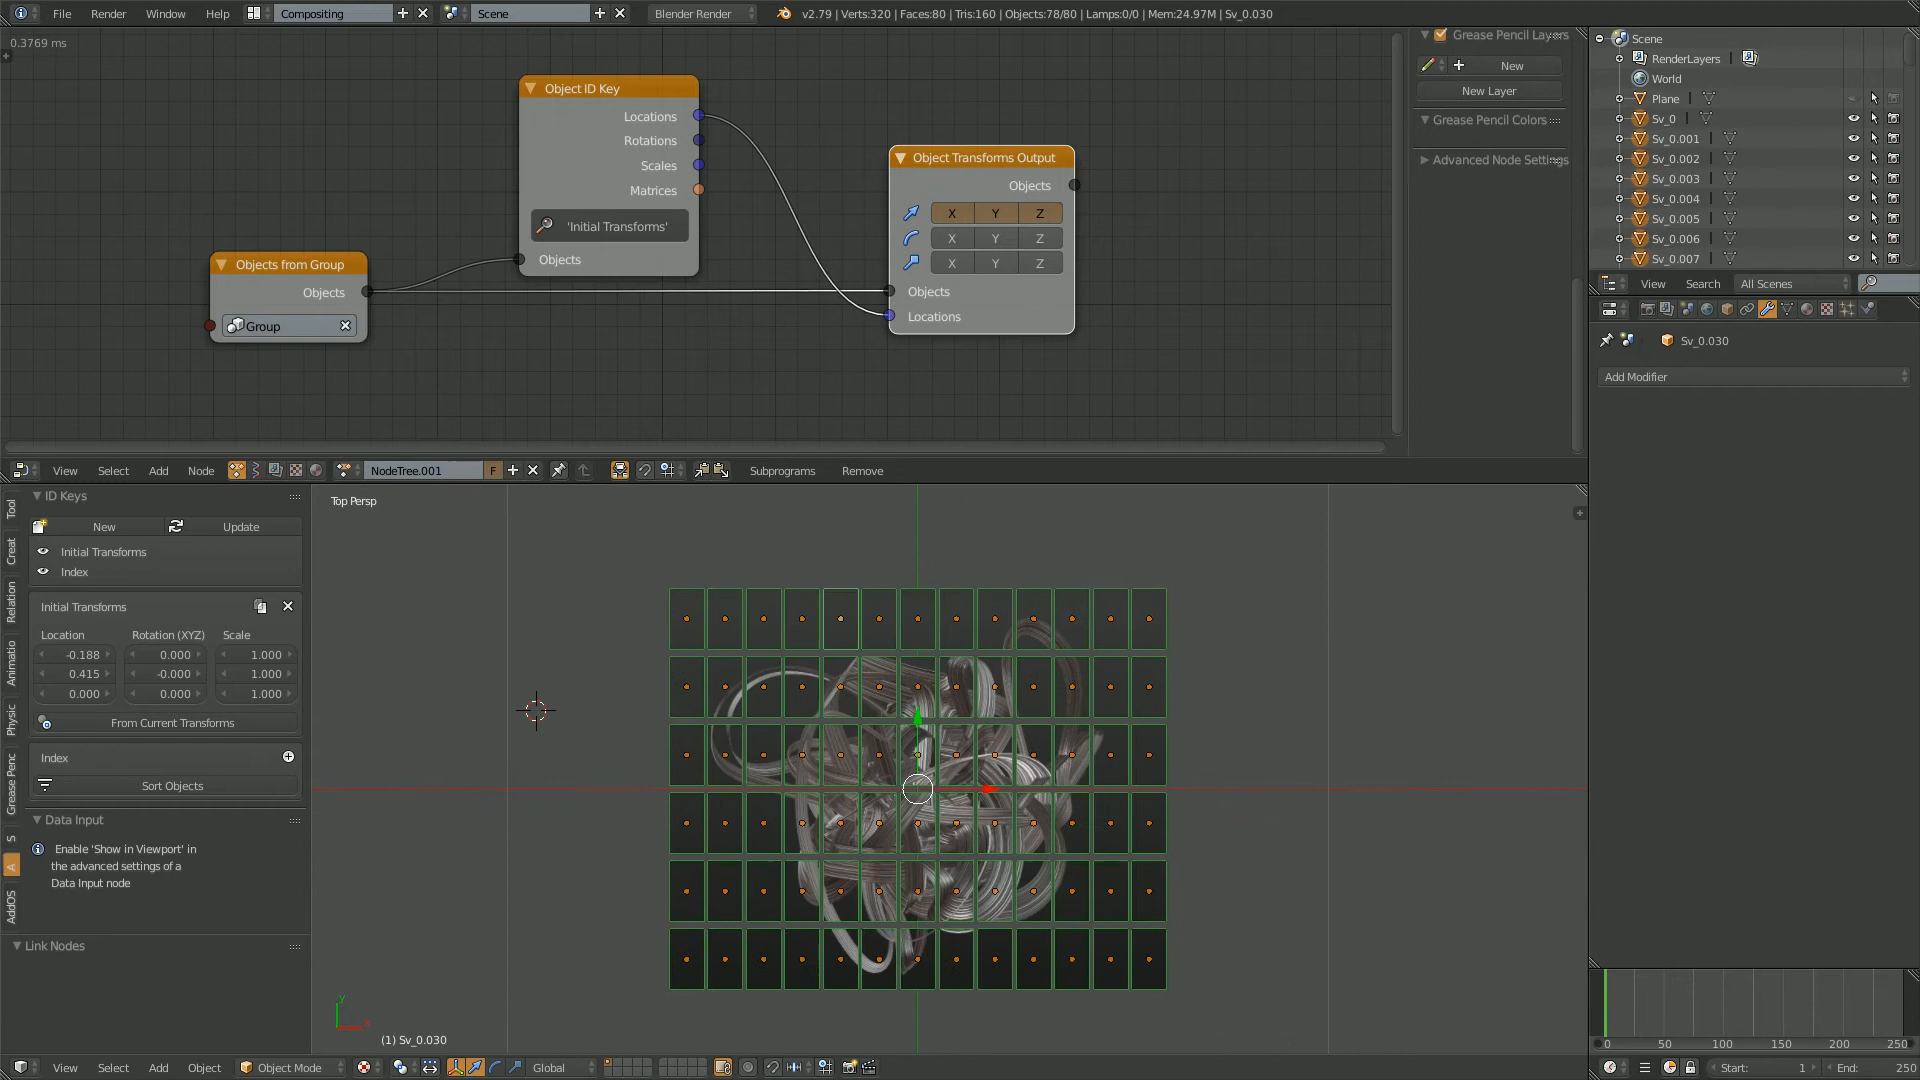 File
Render
Window
Help
Compositing
Scene
Blender Render
v2.79 | Verts:320 | Faces:80 | Tris:160 | Objects:78/80 | Lamps:0/0 | Mem:24.97M | Sv_0.030
0.3769 ms
Object ID Key
Locations
Rotations
Scales
Matrices
'Initial Transforms'
Objects
Objects from Group
Objects
Group
Object Transforms Output
Objects
X Y Z
X Y Z
X Y Z
Objects
Locations
Grease Pencil Layers
New
New Layer
Grease Pencil Colors
Advanced Node Settings
Scene
RenderLayers
World
Plane
Sv_0
Sv_0.001
Sv_0.002
Sv_0.003
Sv_0.004
Sv_0.005
Sv_0.006
Sv_0.007
View
Search
All Scenes
Sv_0.030
Add Modifier
View
Select
Add
Node
NodeTree.001
F
Subprograms
Remove
Tool
Creat
Relation
Animatio
Physic
Grease Penc
S
A
AddOS
ID Keys
New
Update
Initial Transforms
Index
Initial Transforms
Location Rotation (XYZ) Scale
-0.188 0.000 1.000
0.415 -0.000 1.000
0.000 0.000 1.000
From Current Transforms
Index
Sort Objects
Data Input
Enable 'Show in Viewport' in
the advanced settings of a
Data Input node
Link Nodes
Top Persp
y
x
(1) Sv_0.030
View
Select
Add
Object
Object Mode
Global
0 50 100 150 200 250
Start: 1
End: 250